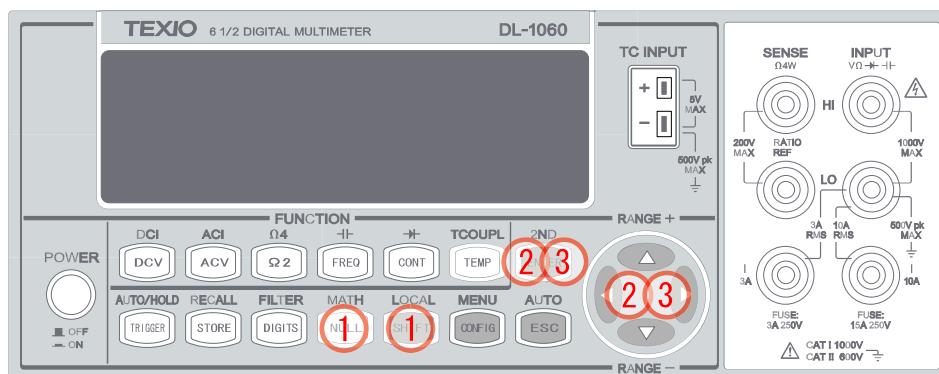 TEXIO 6 1/2 DIGITAL MULTIMETER DL-1060
TC INPUT
+
−
5V MAX
500V pk MAX
SENSE
Ω4W
INPUT
VΩ
HI
200V MAX
RATIO REF
1000V MAX
LO
3A RMS
10A RMS
500V pk MAX
I
3A
I
10A
FUSE:
3A 250V
FUSE:
15A 250V
CAT I 1000V
CAT II 600V
FUNCTION
RANGE +
POWER
OFF
ON
DCI ACI Ω4 TCOUPL 2ND
DCV ACV Ω2 FREQ CONT TEMP 2 3
2 3
AUTO/HOLD RECALL FILTER MATH LOCAL MENU AUTO
TRIGGER STORE DIGITS NULL 1 SHIFT 1 CONFIG ESC
RANGE −